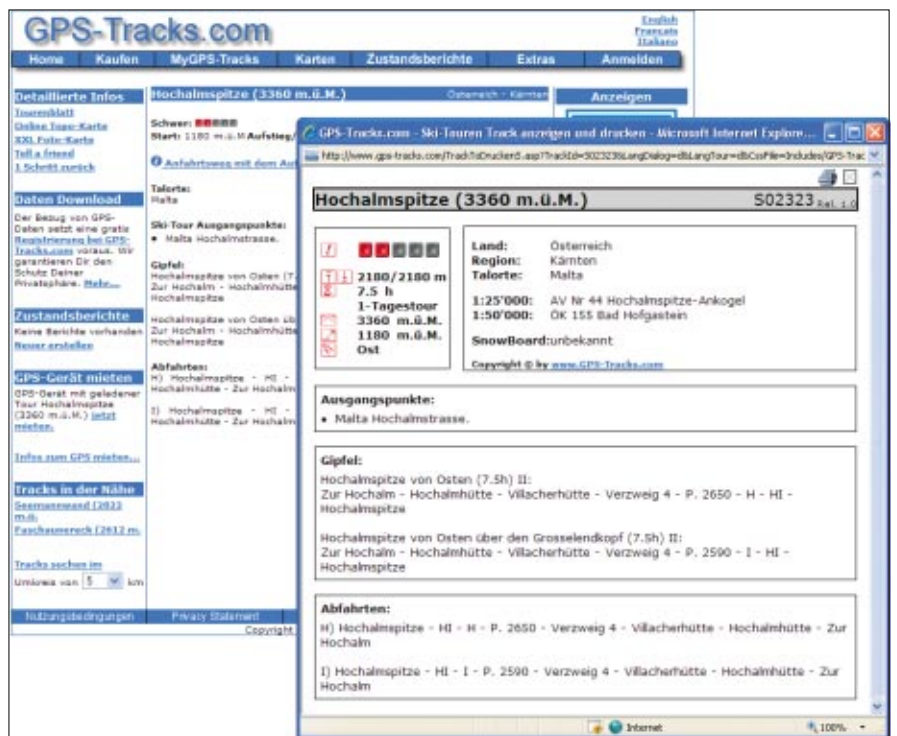 GPS-Tracks.com
English
Français
Italiano
Home Kaufen MyGPS-Tracks Karten Zustandsberichte Extras Anmelden
Detaillierte Infos
Tourenblatt
Online Topo-Karte
XXL Foto-Karte
Tell a friend
1 Schritt zurück
Daten Download
Der Bezug von GPS-
Daten setzt eine gratis
Registrierung bei GPS-
Tracks.com voraus. Wir
garantieren Dir den
Schutz Deiner
Privatsphäre. Mehr...
Zustandsberichte
Keine Berichte vorhanden
Neuer erstellen
GPS-Gerät mieten
GPS-Gerät mit geladener
Tour Hochalmspitze
(3360 m.ü.M.) jetzt
mieten.
Infos zum GPS mieten...
Tracks in der Nähe
Seemannwand (2822
m.ü.
Faschaunereck (2612 m.
Tracks suchen im
Umkreis von 5 km
Hochalmspitze (3360 m.ü.M.) Österreich - Kärnten
Schwer:
Start: 1180 m.ü.M Aufstieg/
Anfahrtsweg mit dem Aut
Talorte:
Malta
Ski-Tour Ausgangspunkte:
• Malta Hochalmstrasse.
Gipfel:
Hochalmspitze von Osten (7.
Zur Hochalm - Hochalmhütte
Hochalmspitze
Hochalmspitze von Osten üb
Zur Hochalm - Hochalmhütte
Hochalmspitze
Abfahrten:
H) Hochalmspitze - HI -
Hochalmhütte - Zur Hochalm
I) Hochalmspitze - HI -
Hochalmhütte - Zur Hochalm
Anzeigen
Nutzungsbedingungen Privacy Statement
Copyright
GPS-Tracks.com - Ski-Touren Track anzeigen und drucken - Microsoft Internet Explore...
Hochalmspitze (3360 m.ü.M.) S02323 Rel. 1.0
2180/2180 m
7.5 h
1-Tagestour
3360 m.ü.M.
1180 m.ü.M.
Ost
Land: Österreich
Region: Kärnten
Talorte: Malta
1:25'000: AV Nr 44 Hochalmspitze-Ankogel
1:50'000: ÖK 155 Bad Hofgastein
SnowBoard:unbekannt
Copyright © by www.GPS-Tracks.com
Ausgangspunkte:
• Malta Hochalmstrasse.
Gipfel:
Hochalmspitze von Osten (7.5h) II:
Zur Hochalm - Hochalmhütte - Villacherhütte - Verzweig 4 - P. 2650 - H - HI -
Hochalmspitze
Hochalmspitze von Osten über den Grosselendkopf (7.5h) II:
Zur Hochalm - Hochalmhütte - Villacherhütte - Verzweig 4 - P. 2590 - I - HI -
Hochalmspitze
Abfahrten:
H) Hochalmspitze - HI - H - P. 2650 - Verzweig 4 - Villacherhütte - Hochalmhütte - Zur
Hochalm
I) Hochalmspitze - HI - I - P. 2590 - Verzweig 4 - Villacherhütte - Hochalmhütte - Zur
Hochalm
Internet 100%